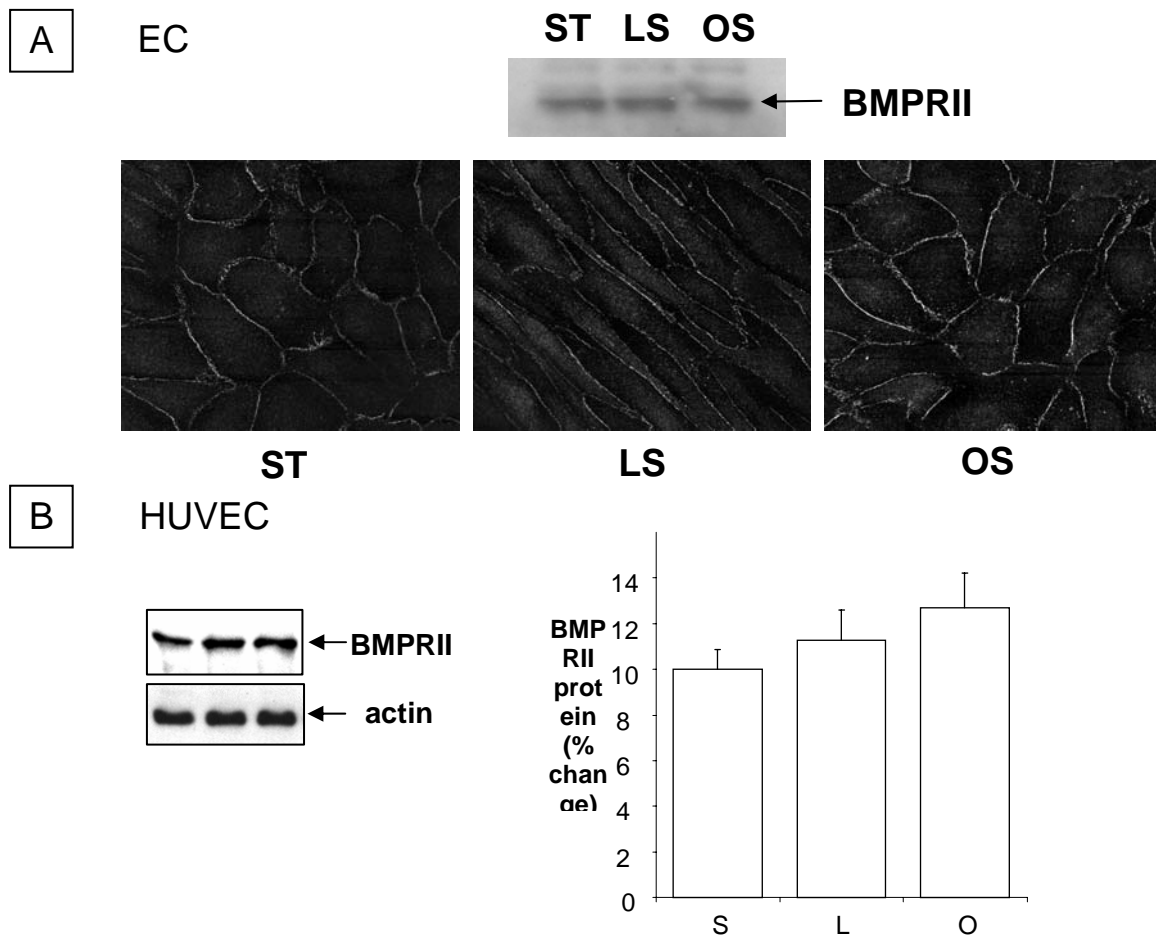 A
EC
ST LS OS
BMPRII
ST
LS
OS
B
HUVEC
BMPRII
actin
BMP
RII
prot
ein
(%
chan
ge)
14
12
10
8
6
4
2
0
S
L
O